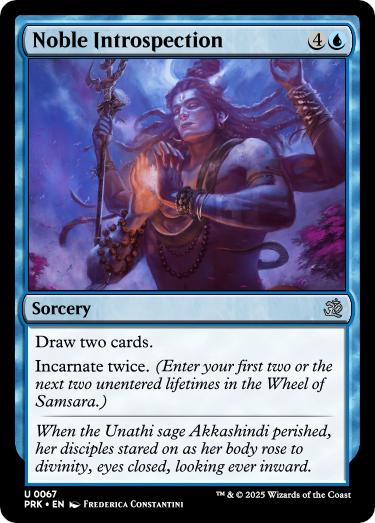 Noble Introspection 4
Sorcery
Draw two cards.
Incarnate twice. (Enter your first two or the
next two unentered lifetimes in the Wheel of
Samsara.)
When the Unathi sage Akkashindi perished,
her disciples stared on as her body rose to
divinity, eyes closed, looking ever inward.
U 0067
PRK • EN Frederica Constantini
™ & © 2025 Wizards of the Coast